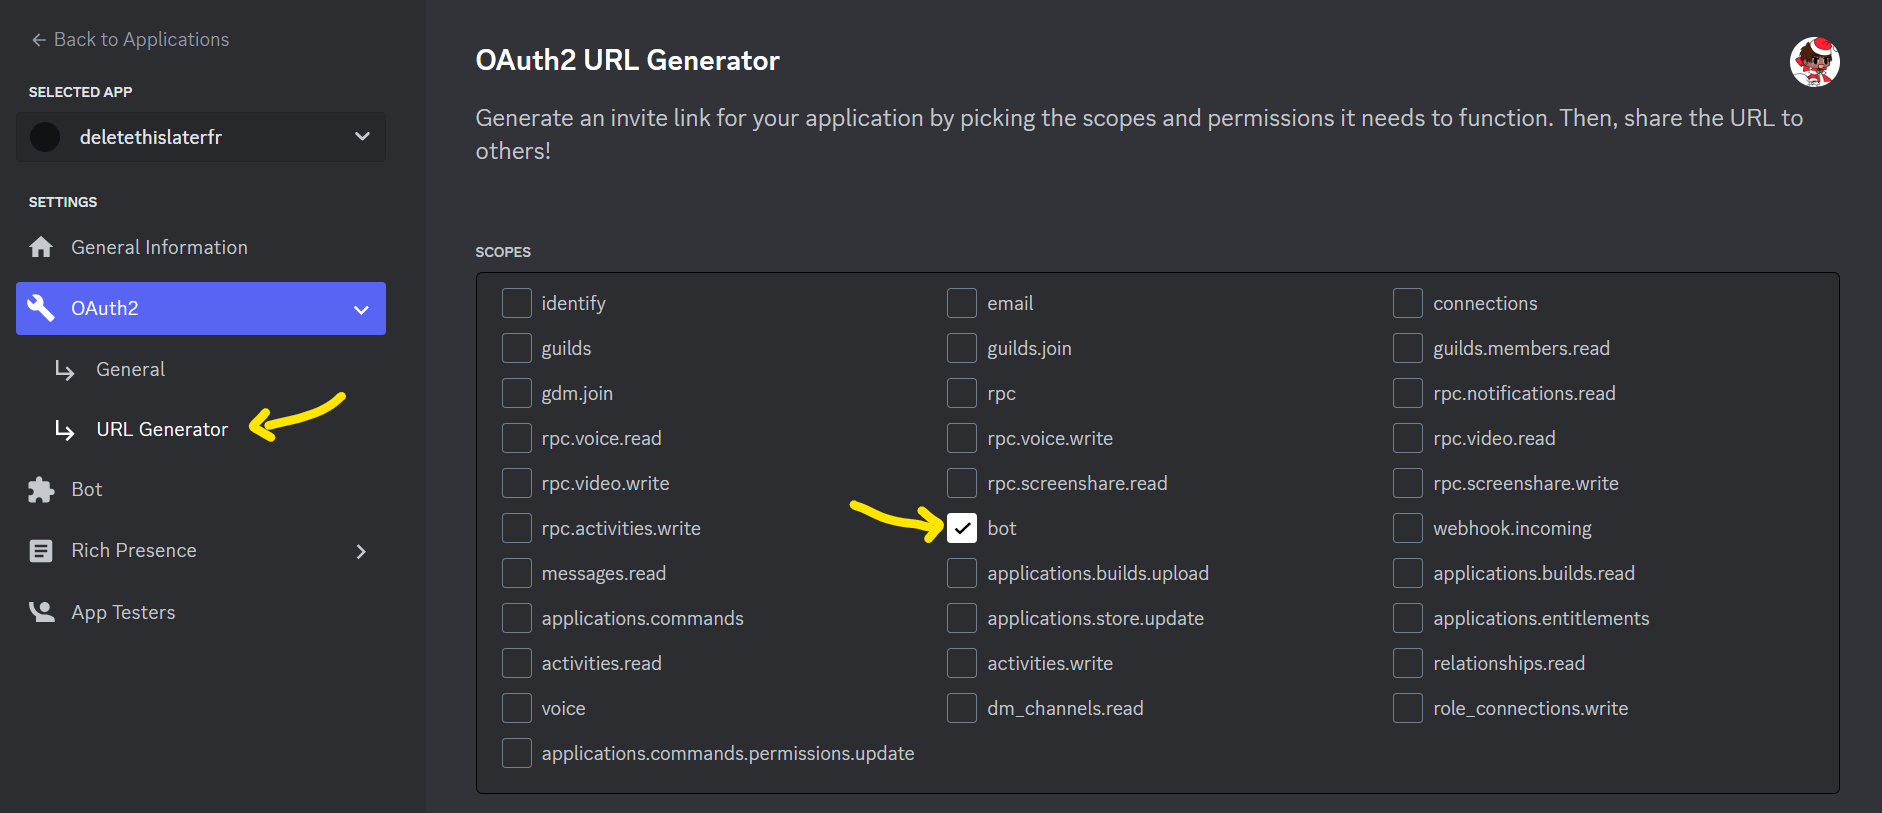 Back to Applications
SELECTED APP
deletethislaterfr
SETTINGS
General Information
OAuth2
General
URL Generator
Bot
Rich Presence
App Testers
OAuth2 URL Generator
Generate an invite link for your application by picking the scopes and permissions it needs to function. Then, share the URL to
others!
SCOPES
identify
email
connections
guilds
guilds.join
guilds.members.read
gdm.join
rpc
rpc.notifications.read
rpc.voice.read
rpc.voice.write
rpc.video.read
rpc.video.write
rpc.screenshare.read
rpc.screenshare.write
rpc.activities.write
bot
webhook.incoming
messages.read
applications.builds.upload
applications.builds.read
applications.commands
applications.store.update
applications.entitlements
activities.read
activities.write
relationships.read
voice
dm_channels.read
role_connections.write
applications.commands.permissions.update